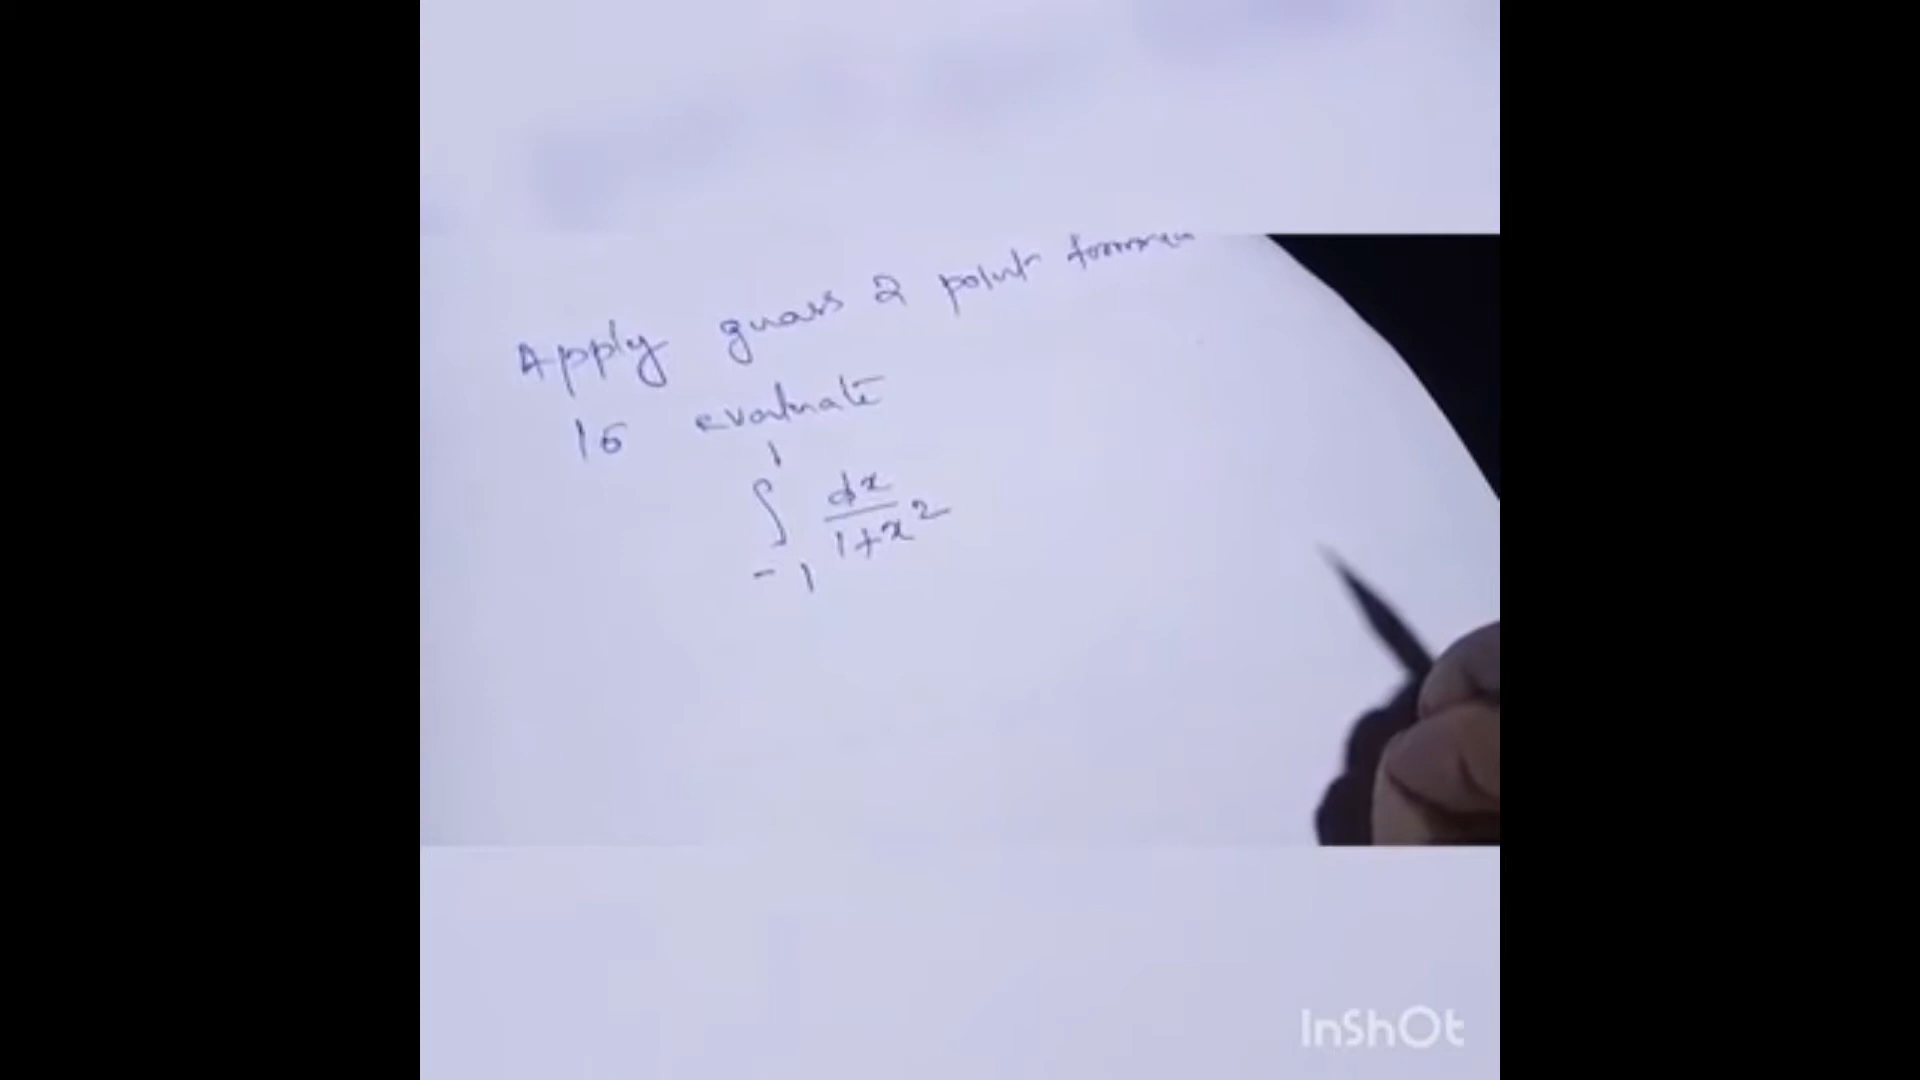 Apply guass 2 point
to evaluate
1
∫ dx
1+x2
-1
InShOt